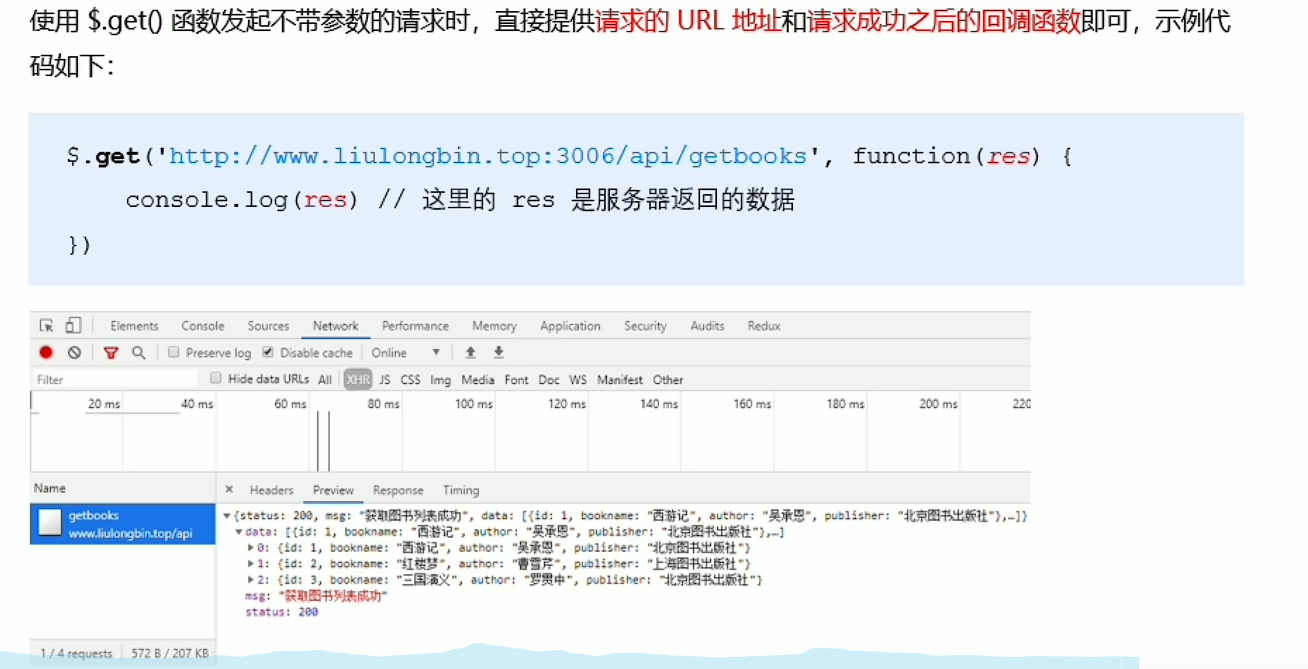 使用 $.get() 函数发起不带参数的请求时，直接提供请求的 URL 地址和请求成功之后的回调函数即可，示例代
码如下：
$.get('http://www.liulongbin.top:3006/api/getbooks', function(res) {
console.log(res) // 这里的 res 是服务器返回的数据
})
Elements Console Sources Network Performance Memory Application Security Audits Redux
Preserve log Disable cache Online
Filter Hide data URLs All XHR JS CSS Img Media Font Doc WS Manifest Other
20 ms 40 ms 60 ms 80 ms 100 ms 120 ms 140 ms 160 ms 180 ms 200 ms 220
Name × Headers Preview Response Timing
getbooks
www.liulongbin.top/api
{status: 200, msg: "获取图书列表成功", data: [{id: 1, bookname: "西游记", author: "吴承恩", publisher: "北京图书出版社"},…]}
data: [{id: 1, bookname: "西游记", author: "吴承恩", publisher: "北京图书出版社"},…]
0: {id: 1, bookname: "西游记", author: "吴承恩", publisher: "北京图书出版社"}
1: {id: 2, bookname: "红楼梦", author: "曹雪芹", publisher: "上海图书出版社"}
2: {id: 3, bookname: "三国演义", author: "罗贯中", publisher: "北京图书出版社"}
msg: "获取图书列表成功"
status: 200
1 / 4 requests 572 B / 207 KB